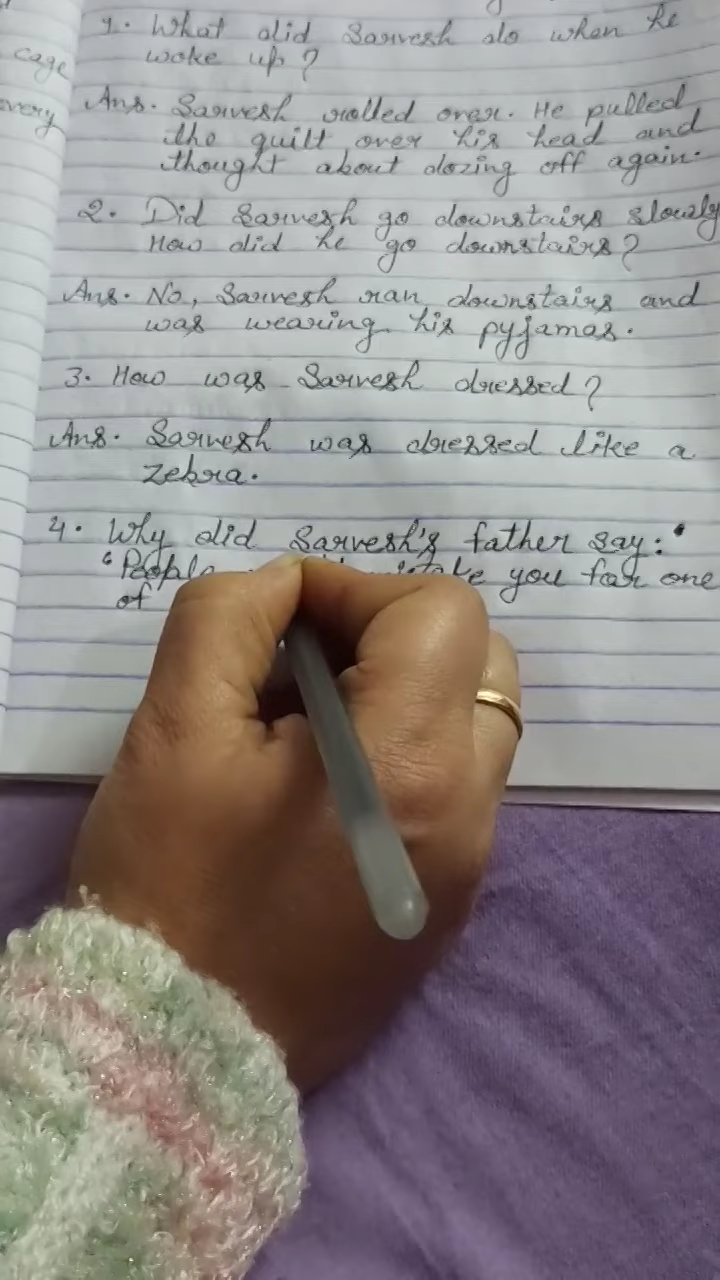 1. What did Sarvesh do when he
woke up?
cage
every
Ans. Sarvesh rolled over. He pulled
the quilt over his head and
thought about dozing off again.
2. Did Sarvesh go downstairs slowly
How did he go downstairs?
Ans. No, Sarvesh ran downstairs and
was wearing his pyjamas.
3. How was Sarvesh dressed?
Ans. Sarvesh was dressed like a
zebra.
4. Why did Sarvesh's father say:
"People you for one
of